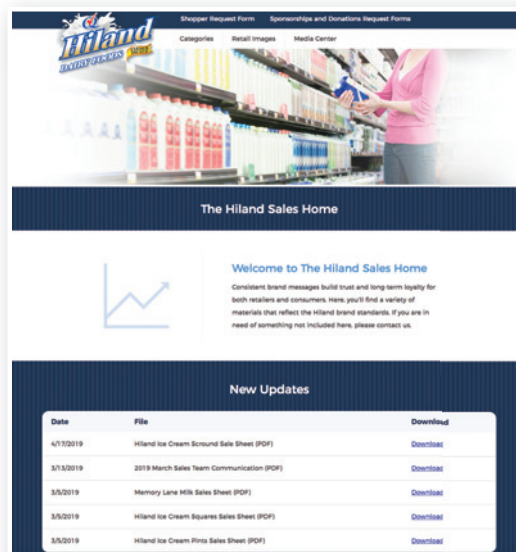 Shopper Request Form Sponsorships and Donations Request Forms
Hiland
DAIRY FOODS
Categories Retail Images Media Center
The Hiland Sales Home
Welcome to The Hiland Sales Home
Consistent brand messages build trust and long-term loyalty for
both retailers and consumers. Here, you'll find a variety of
materials that reflect the Hiland brand standards. If you are in
need of something not included here, please contact us.
New Updates
Date File Download
4/17/2019 Hiland Ice Cream Scround Sale Sheet (PDF) Download
3/13/2019 2019 March Sales Team Communication (PDF) Download
3/5/2019 Memory Lane Milk Sales Sheet (PDF) Download
3/5/2019 Hiland Ice Cream Squares Sales Sheet (PDF) Download
3/5/2019 Hiland Ice Cream Pints Sales Sheet (PDF) Download